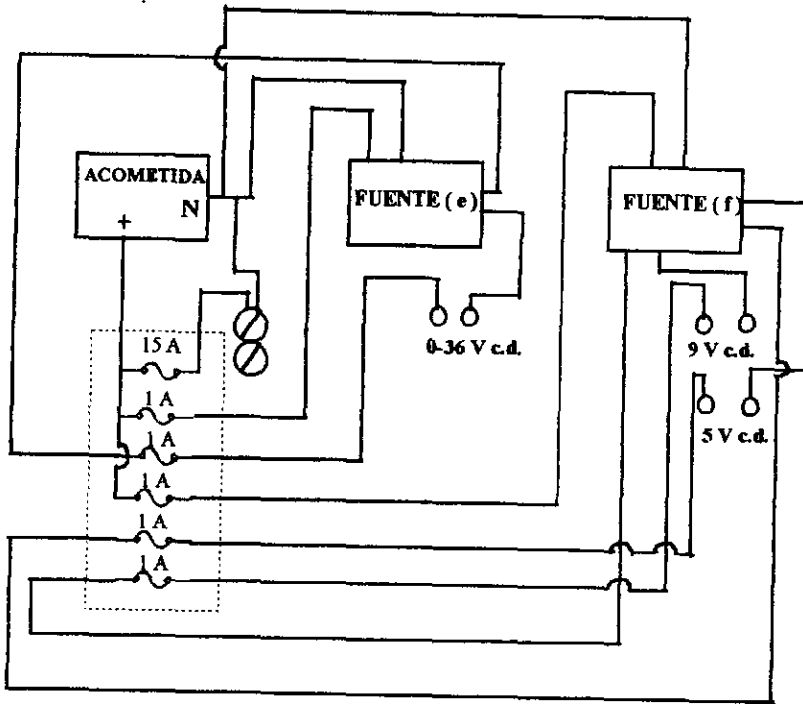 ACOMETIDA
N
+
FUENTE ( e )
FUENTE ( f )
15 A
1 A
1 A
1 A
1 A
1 A
0-36 V c.d.
9 V c.d.
5 V c.d.